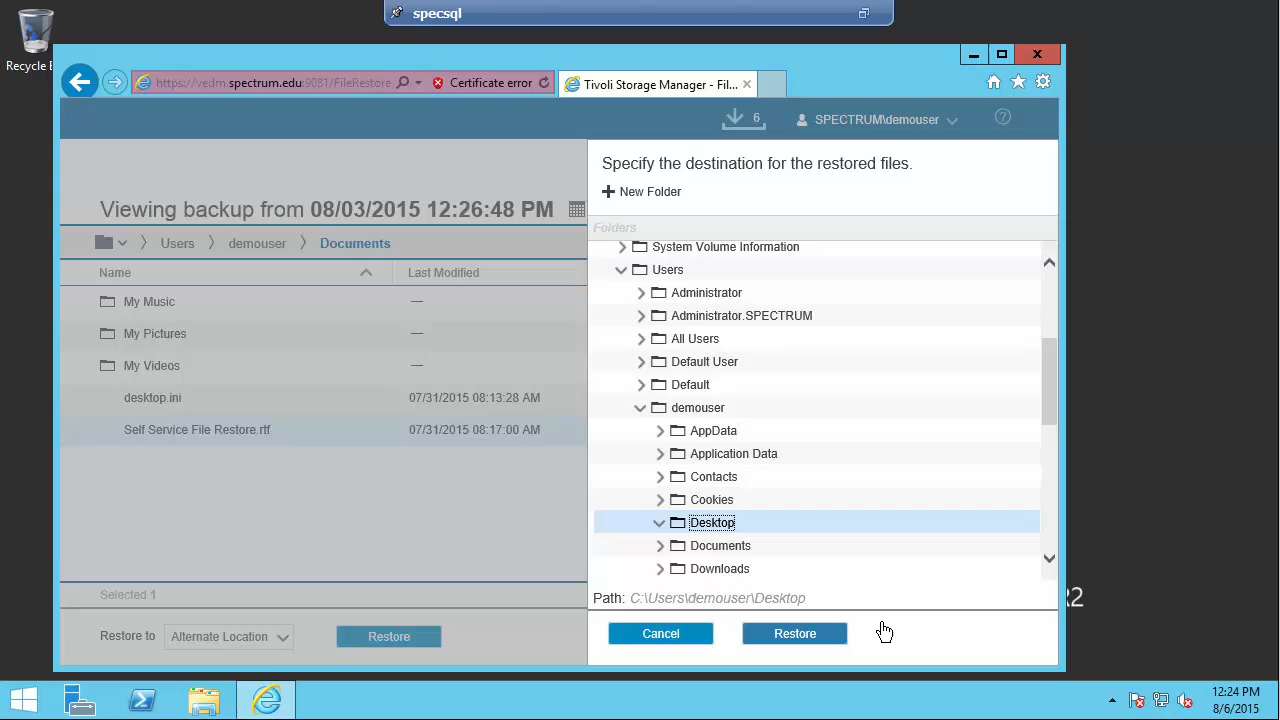 specsql
Recycle B
https://vedm.spectrum.edu:9081/FileRestore
Certificate error
Tivoli Storage Manager - Fil...
6
SPECTRUM\demouser
Viewing backup from 08/03/2015 12:26:48 PM
Users
demouser
Documents
Name
Last Modified
My Music
—
My Pictures
—
My Videos
—
desktop.ini
07/31/2015 08:13:28 AM
Self Service File Restore.rtf
07/31/2015 08:17:00 AM
Selected 1
Restore to
Alternate Location
Restore
Specify the destination for the restored files.
New Folder
Folders
System Volume Information
Users
Administrator
Administrator.SPECTRUM
All Users
Default User
Default
demouser
AppData
Application Data
Contacts
Cookies
Desktop
Documents
Downloads
Path: C:\Users\demouser\Desktop
Cancel
Restore
R2
12:24 PM
8/6/2015